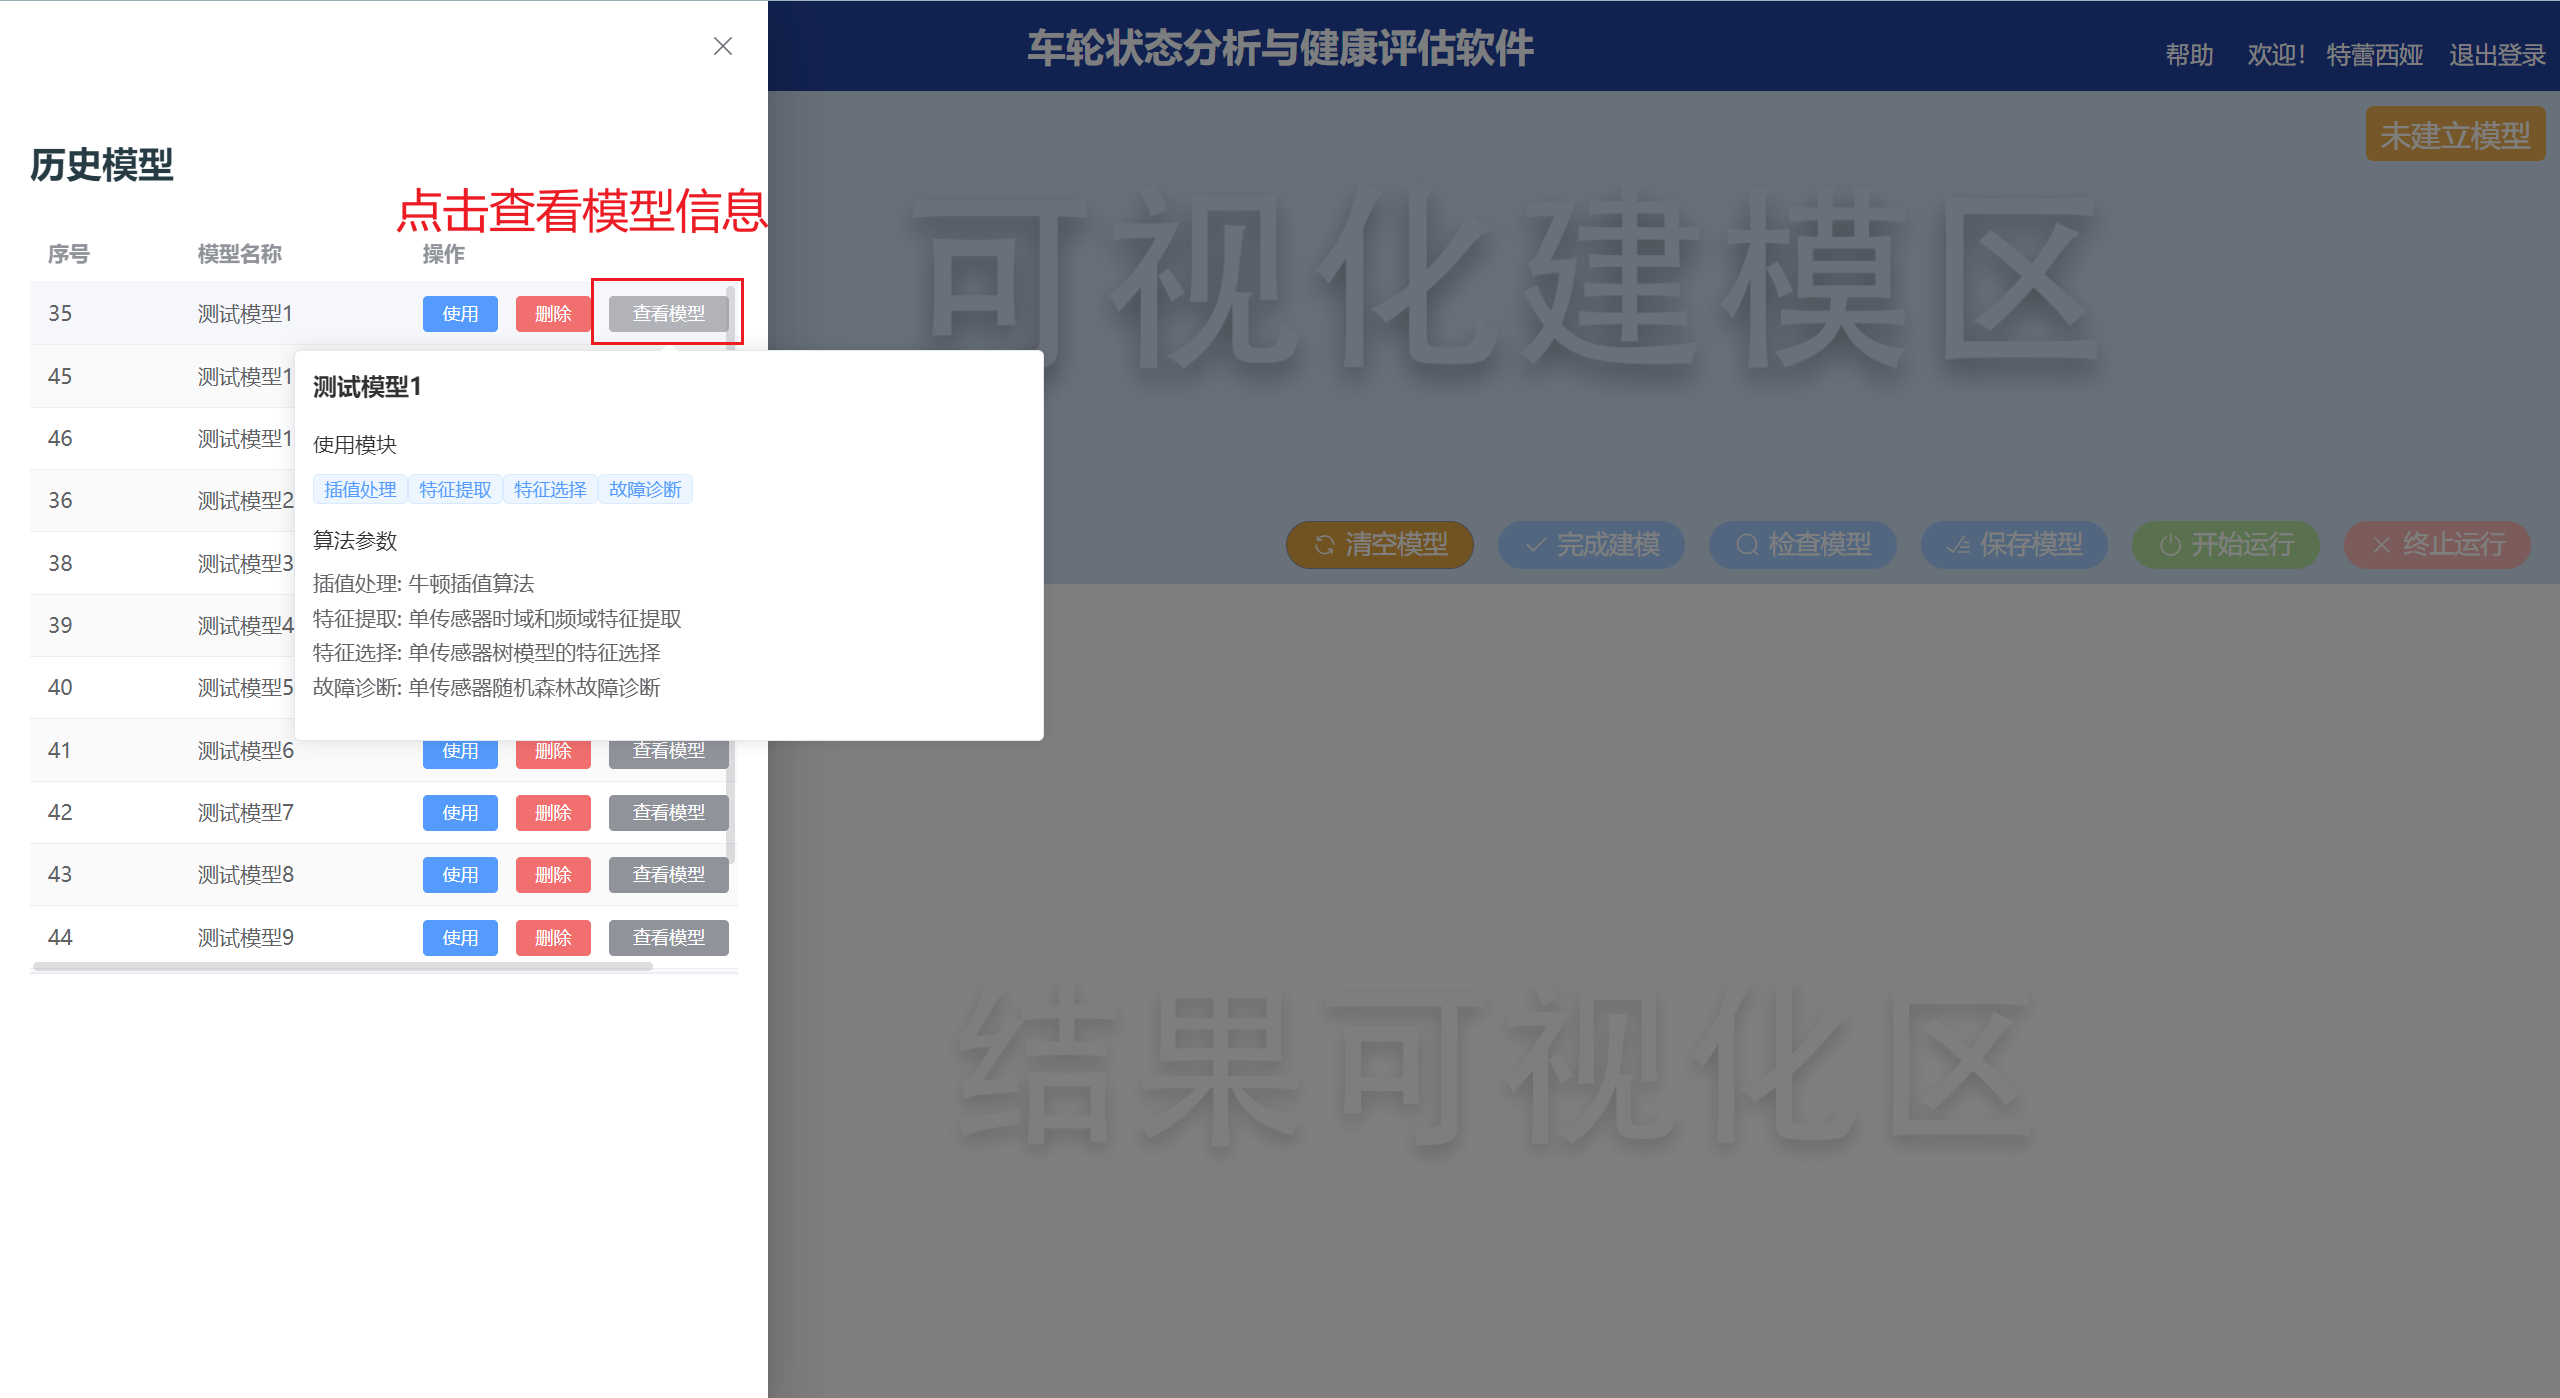 车轮状态分析与健康评估软件
帮助 欢迎! 特蕾西娅 退出登录
未建立模型
历史模型
点击查看模型信息
序号 模型名称 操作
35 测试模型1 使用 删除 查看模型
45 测试模型1
46 测试模型1
36 测试模型2
38 测试模型3
39 测试模型4
40 测试模型5
测试模型1
使用模块
插值处理 特征提取 特征选择 故障诊断
算法参数
插值处理: 牛顿插值算法
特征提取: 单传感器时域和频域特征提取
特征选择: 单传感器树模型的特征选择
故障诊断: 单传感器随机森林故障诊断
41 测试模型6 使用 删除 查看模型
42 测试模型7 使用 删除 查看模型
43 测试模型8 使用 删除 查看模型
44 测试模型9 使用 删除 查看模型
可视化建模区
清空模型 完成建模 检查模型 保存模型 开始运行 终止运行
结果可视化区